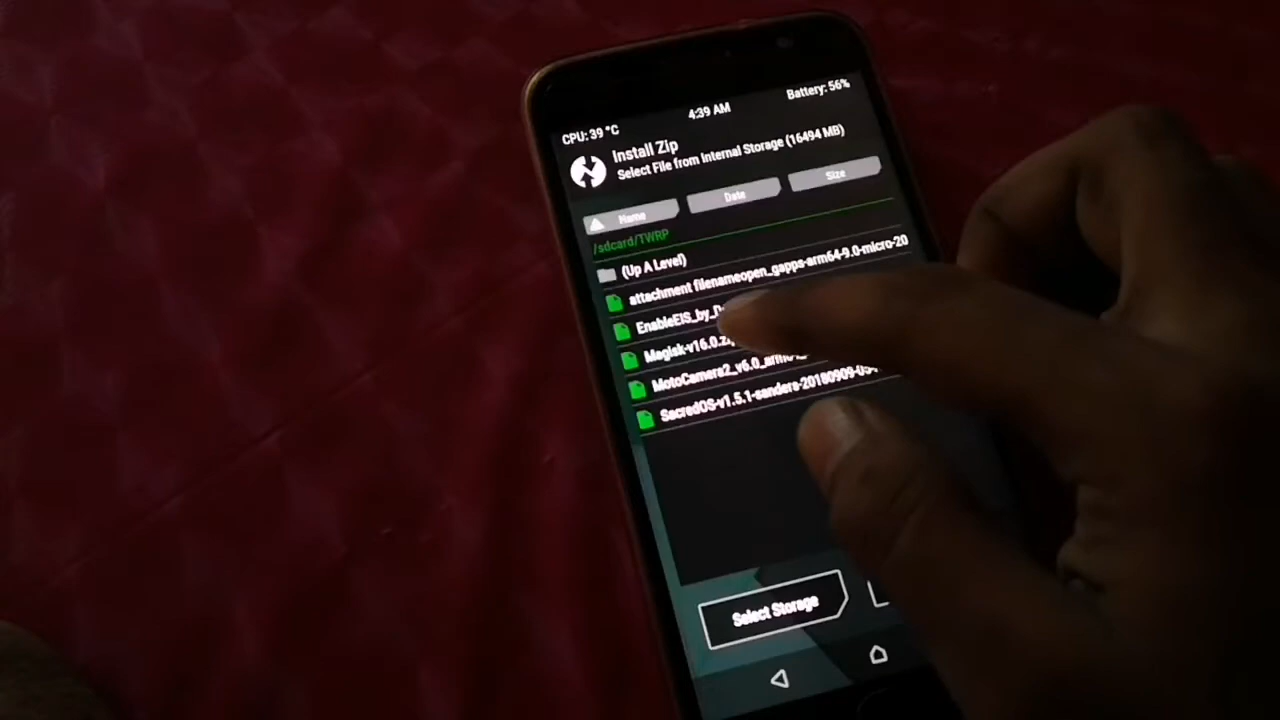 4:39 AM
Battery: 56%
CPU: 39 °C
Install Zip
Select File from Internal Storage (16494 MB)
Name
Date
Size
/sdcard/TWRP
(Up A Level)
attachment filenameopen_gapps-arm64-9.0-micro-20
EnableEIS_by_
Magisk-v16.0.
MotoCamera2_v6.0_arm
SacredOS-v1.5.1-sanders-20180909-
Select Storage